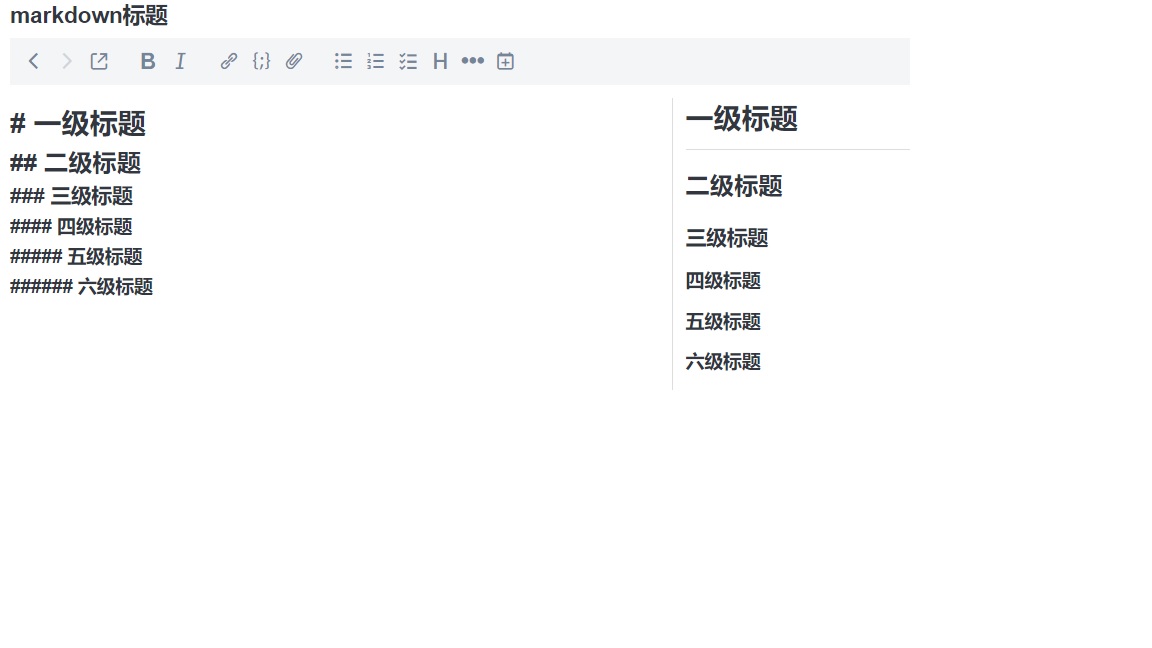 markdown标题
B I {;} H
# 一级标题
## 二级标题
### 三级标题
#### 四级标题
##### 五级标题
###### 六级标题
一级标题
二级标题
三级标题
四级标题
五级标题
六级标题